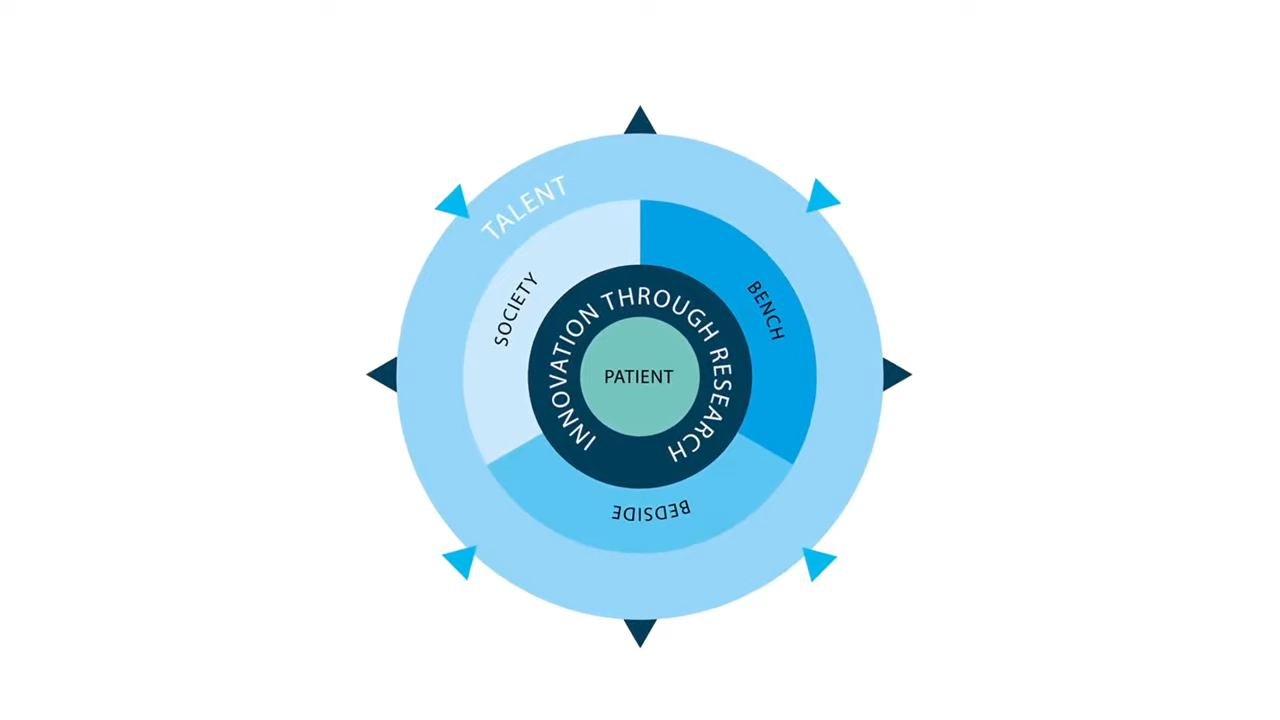 TALENT
SOCIETY
BENCH
INNOVATION THROUGH RESEARCH
PATIENT
BEDSIDE